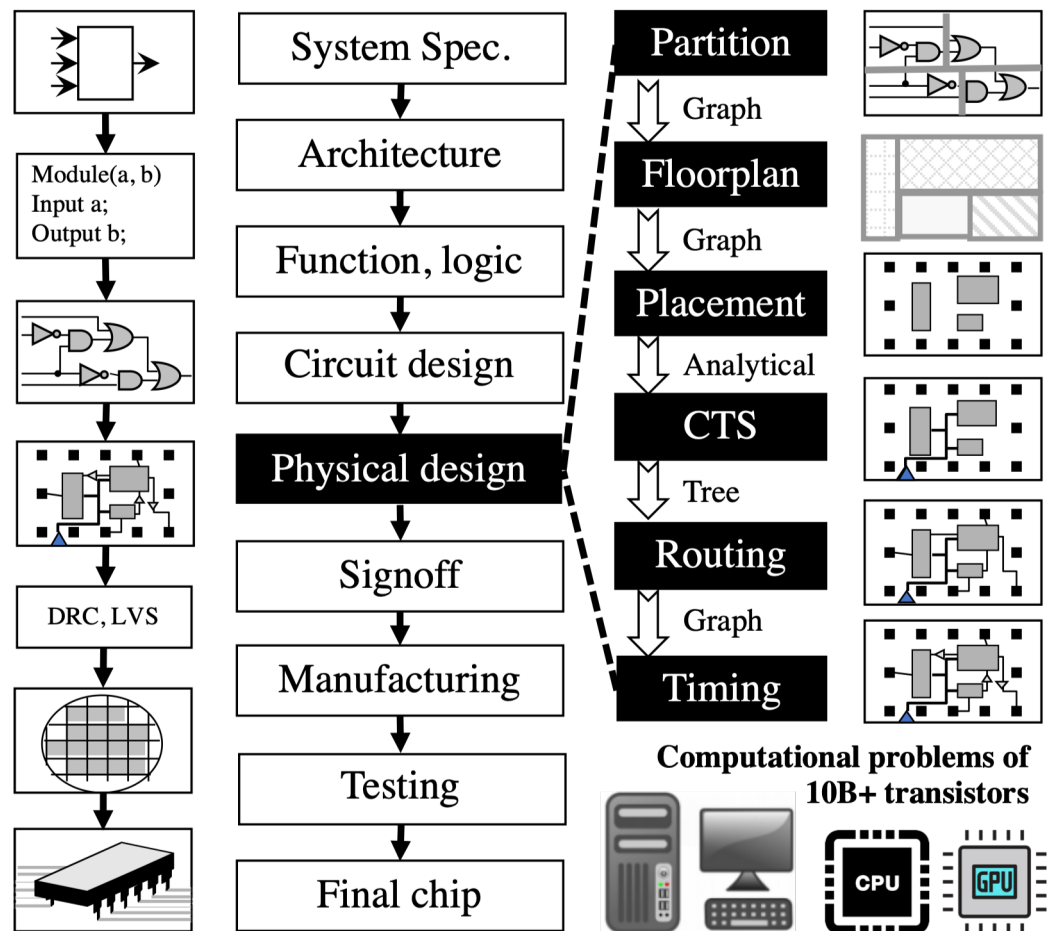 Module(a, b)
Input a;
Output b;
DRC, LVS
System Spec.
Architecture
Function, logic
Circuit design
Physical design
Signoff
Manufacturing
Testing
Final chip
Partition
Graph
Floorplan
Graph
Placement
Analytical
CTS
Tree
Routing
Graph
Timing
Computational problems of
10B+ transistors
CPU
GPU